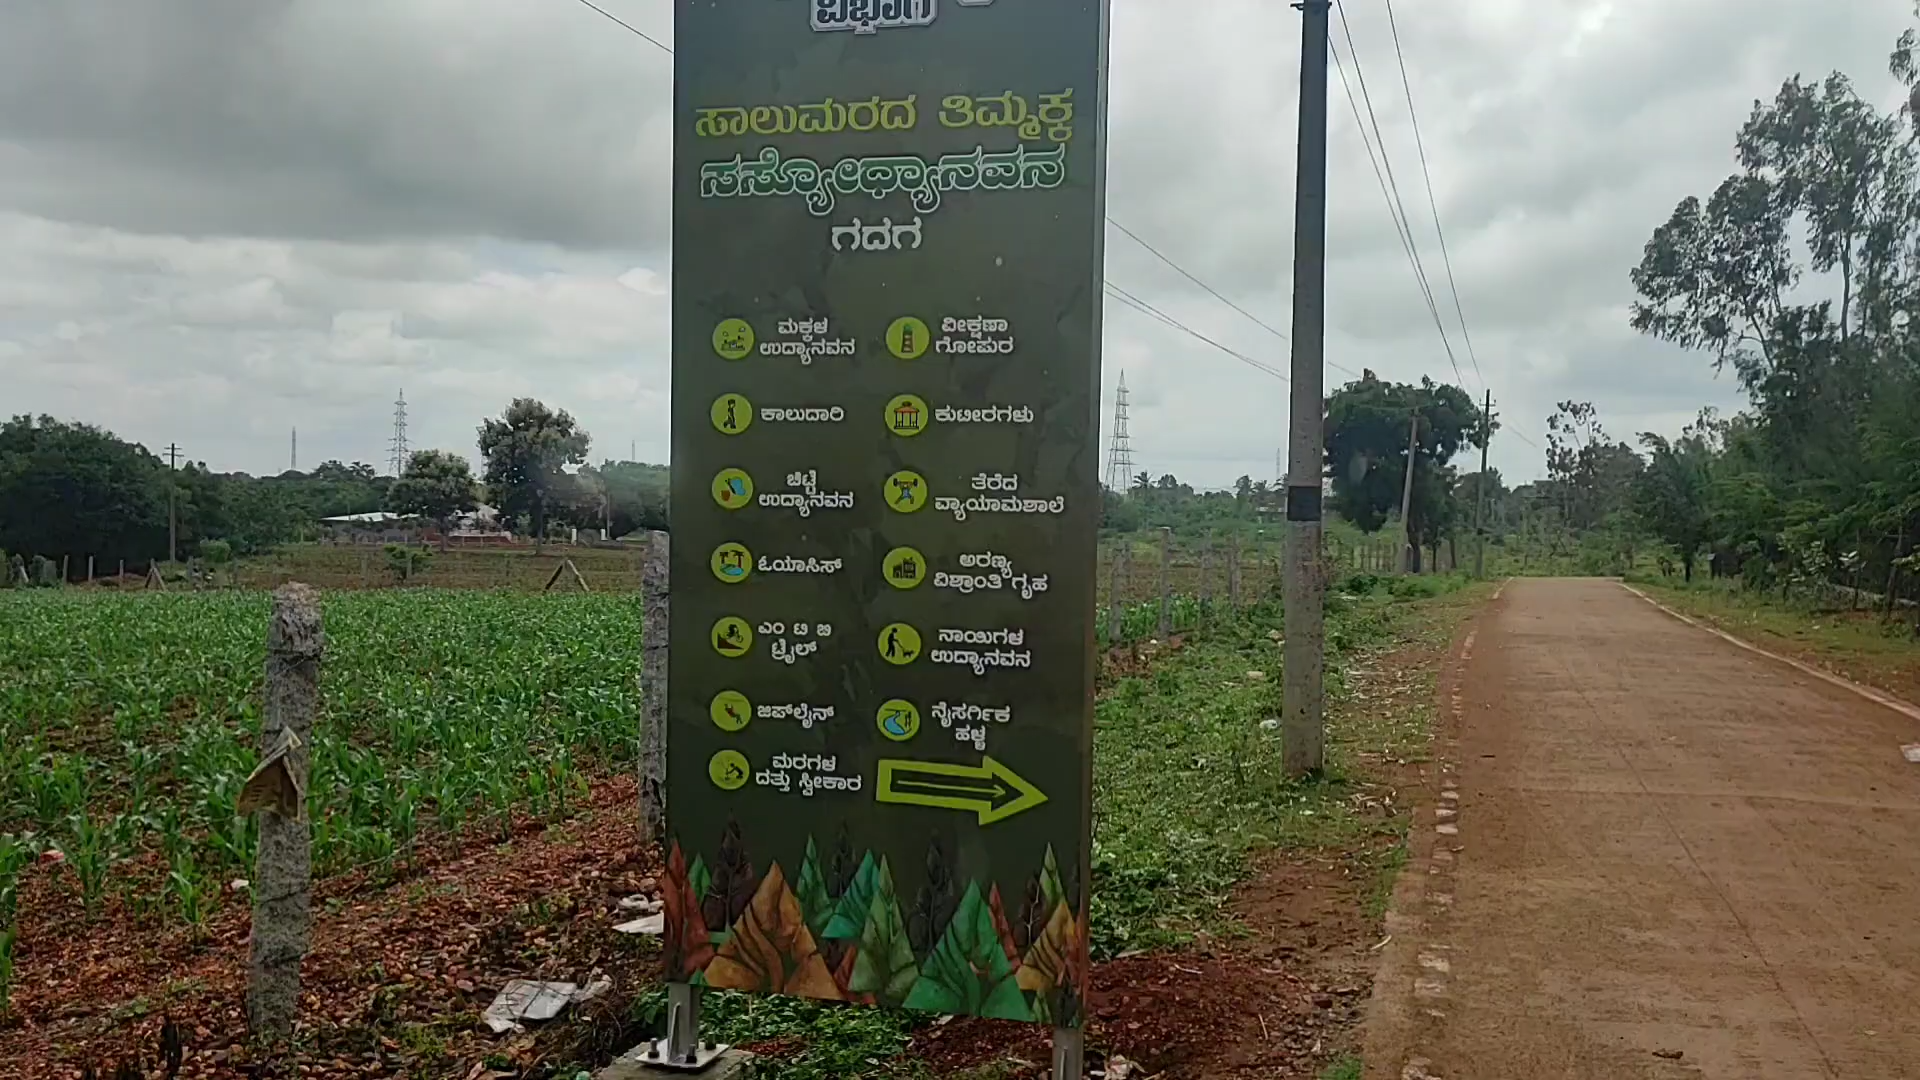 ವಿಭಾಗ
ಸಾಲುಮರದ ತಿಮ್ಮಕ್ಕ
ಸಸ್ಯೋಧ್ಯಾನವನ
ಗದಗ
ಮಕ್ಕಳ
ಉದ್ಯಾನವನ
ವೀಕ್ಷಣಾ
ಗೋಪುರ
ಕಾಲುದಾರಿ
ಕುಟೀರಗಳು
ಚಿಟ್ಟೆ
ಉದ್ಯಾನವನ
ತೆರೆದ
ವ್ಯಾಯಾಮಶಾಲೆ
ಓಯಾಸಿಸ್
ಅರಣ್ಯ
ವಿಶ್ರಾಂತಿ ಗೃಹ
ಎಂ ಟಿ ಬಿ
ಟ್ರೈಲ್
ನಾಯಿಗಳ
ಉದ್ಯಾನವನ
ಜಿಪ್‌ಲೈನ್
ನೈಸರ್ಗಿಕ
ಹಳ್ಳ
ಮರಗಳ
ದತ್ತು ಸ್ವೀಕಾರ